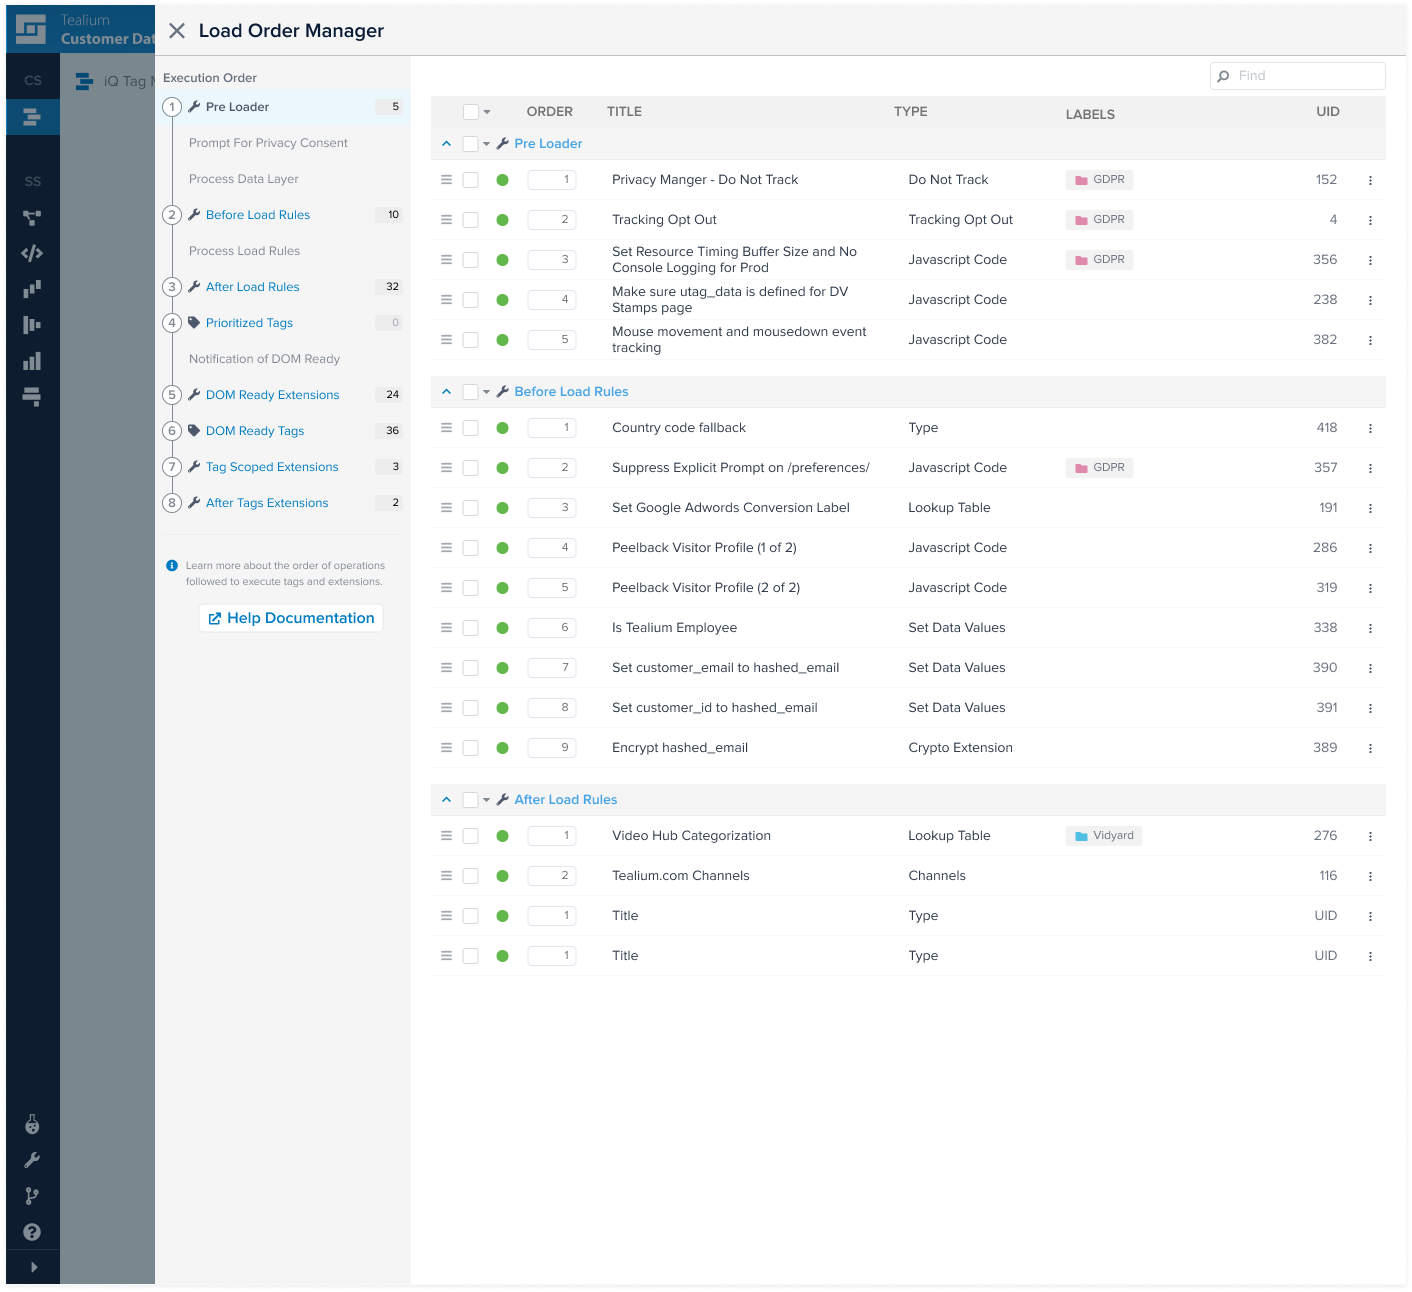 Tealium
Customer Dat
Load Order Manager
CS
iQ Tag M
SS
Execution Order
1 Pre Loader 5
Prompt For Privacy Consent
Process Data Layer
2 Before Load Rules 10
Process Load Rules
3 After Load Rules 32
4 Prioritized Tags 0
Notification of DOM Ready
5 DOM Ready Extensions 24
6 DOM Ready Tags 36
7 Tag Scoped Extensions 3
8 After Tags Extensions 2
Learn more about the order of operations
followed to execute tags and extensions.
Help Documentation
Find
ORDER TITLE TYPE LABELS UID
Pre Loader
1 Privacy Manger - Do Not Track Do Not Track GDPR 152
2 Tracking Opt Out Tracking Opt Out GDPR 4
3 Set Resource Timing Buffer Size and No
Console Logging for Prod Javascript Code GDPR 356
4 Make sure utag_data is defined for DV
Stamps page Javascript Code 238
5 Mouse movement and mousedown event
tracking Javascript Code 382
Before Load Rules
1 Country code fallback Type 418
2 Suppress Explicit Prompt on /preferences/ Javascript Code GDPR 357
3 Set Google Adwords Conversion Label Lookup Table 191
4 Peelback Visitor Profile (1 of 2) Javascript Code 286
5 Peelback Visitor Profile (2 of 2) Javascript Code 319
6 Is Tealium Employee Set Data Values 338
7 Set customer_email to hashed_email Set Data Values 390
8 Set customer_id to hashed_email Set Data Values 391
9 Encrypt hashed_email Crypto Extension 389
After Load Rules
1 Video Hub Categorization Lookup Table Vidyard 276
2 Tealium.com Channels Channels 116
1 Title Type UID
1 Title Type UID